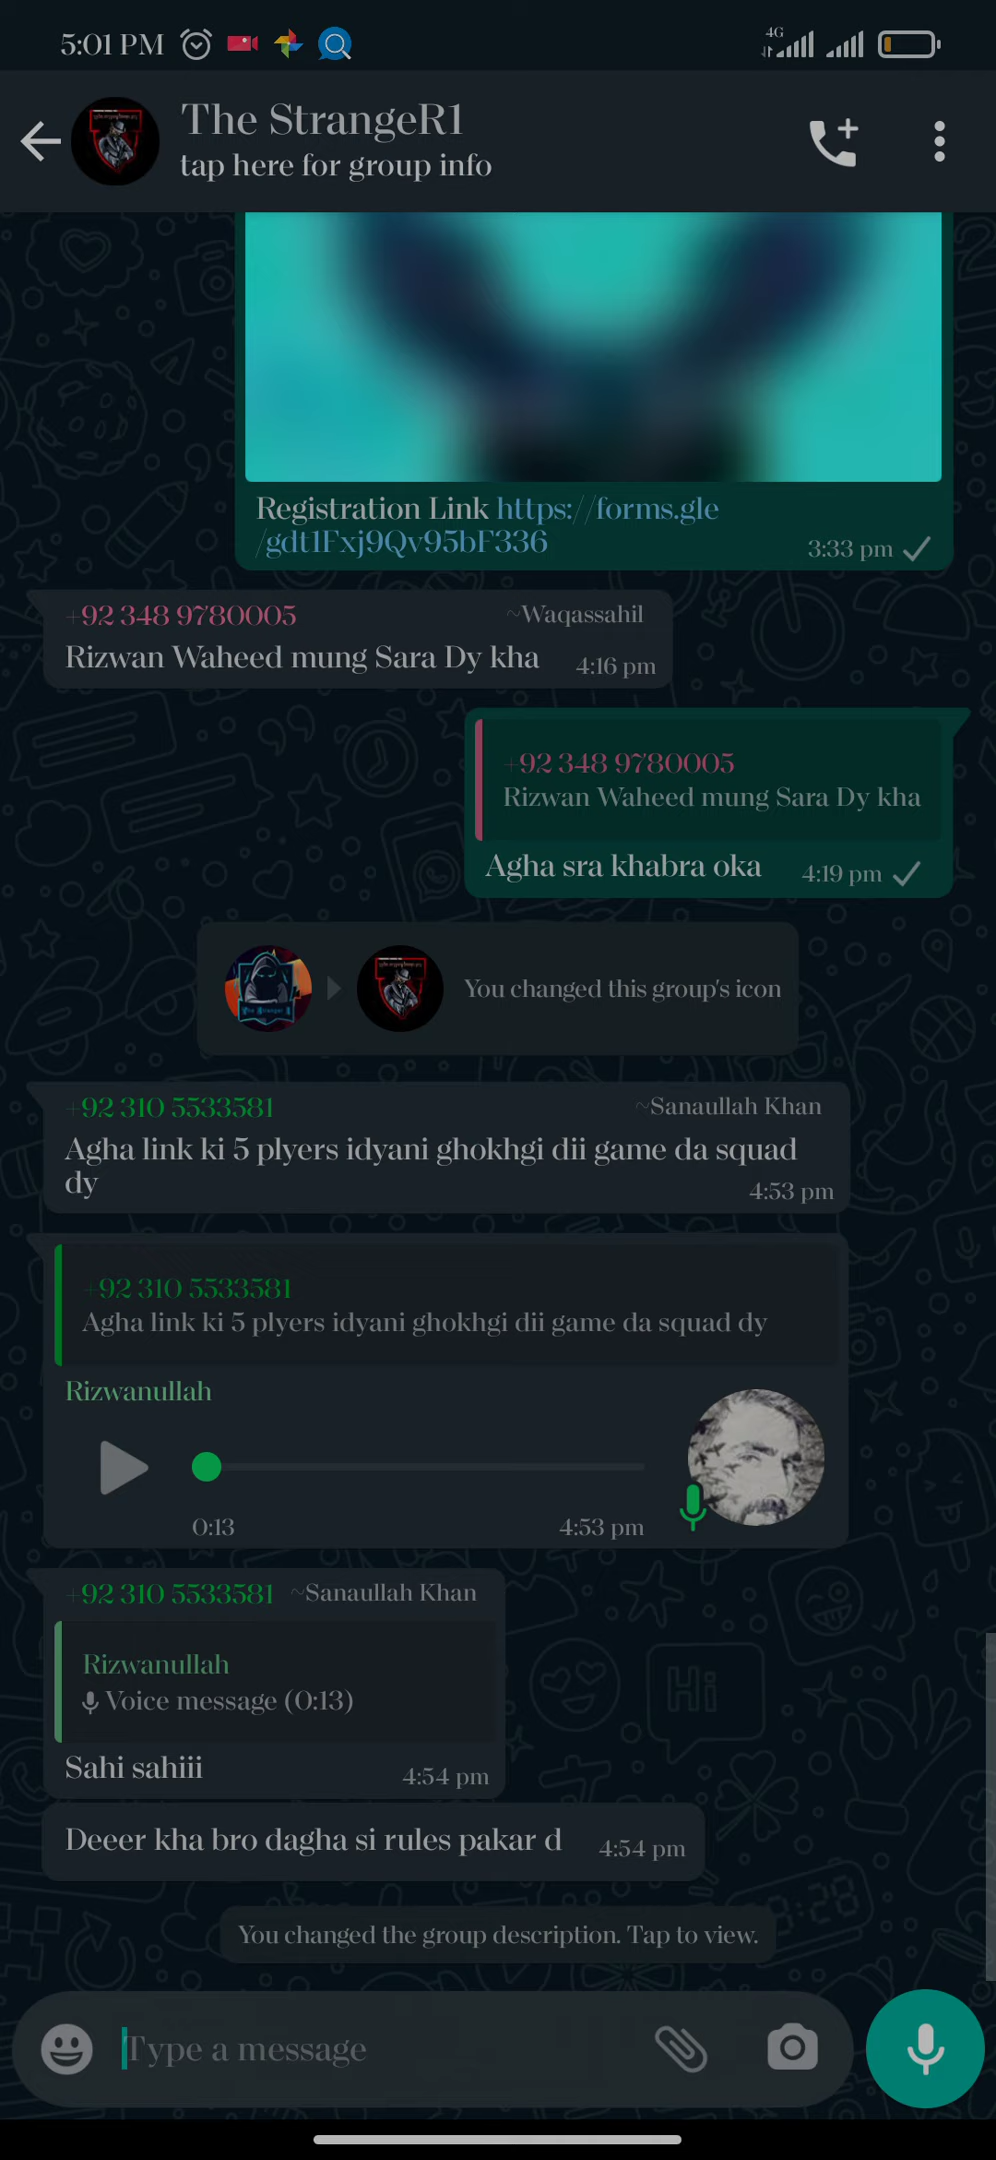 5:01 PM
4G
The StrangeR1
tap here for group info
Registration Link https://forms.gle
/gdt1Fxj9Qv95bF336
3:33 pm
+92 348 9780005 ~Waqassahil
Rizwan Waheed mung Sara Dy kha 4:16 pm
+92 348 9780005
Rizwan Waheed mung Sara Dy kha
Agha sra khabra oka 4:19 pm
You changed this group's icon
+92 310 5533581 ~Sanaullah Khan
Agha link ki 5 plyers idyani ghokhgi dii game da squad
dy
4:53 pm
+92 310 5533581
Agha link ki 5 plyers idyani ghokhgi dii game da squad dy
Rizwanullah
0:13 4:53 pm
+92 310 5533581 ~Sanaullah Khan
Rizwanullah
Voice message (0:13)
Sahi sahiii 4:54 pm
Deeer kha bro dagha si rules pakar d 4:54 pm
You changed the group description. Tap to view.
Type a message